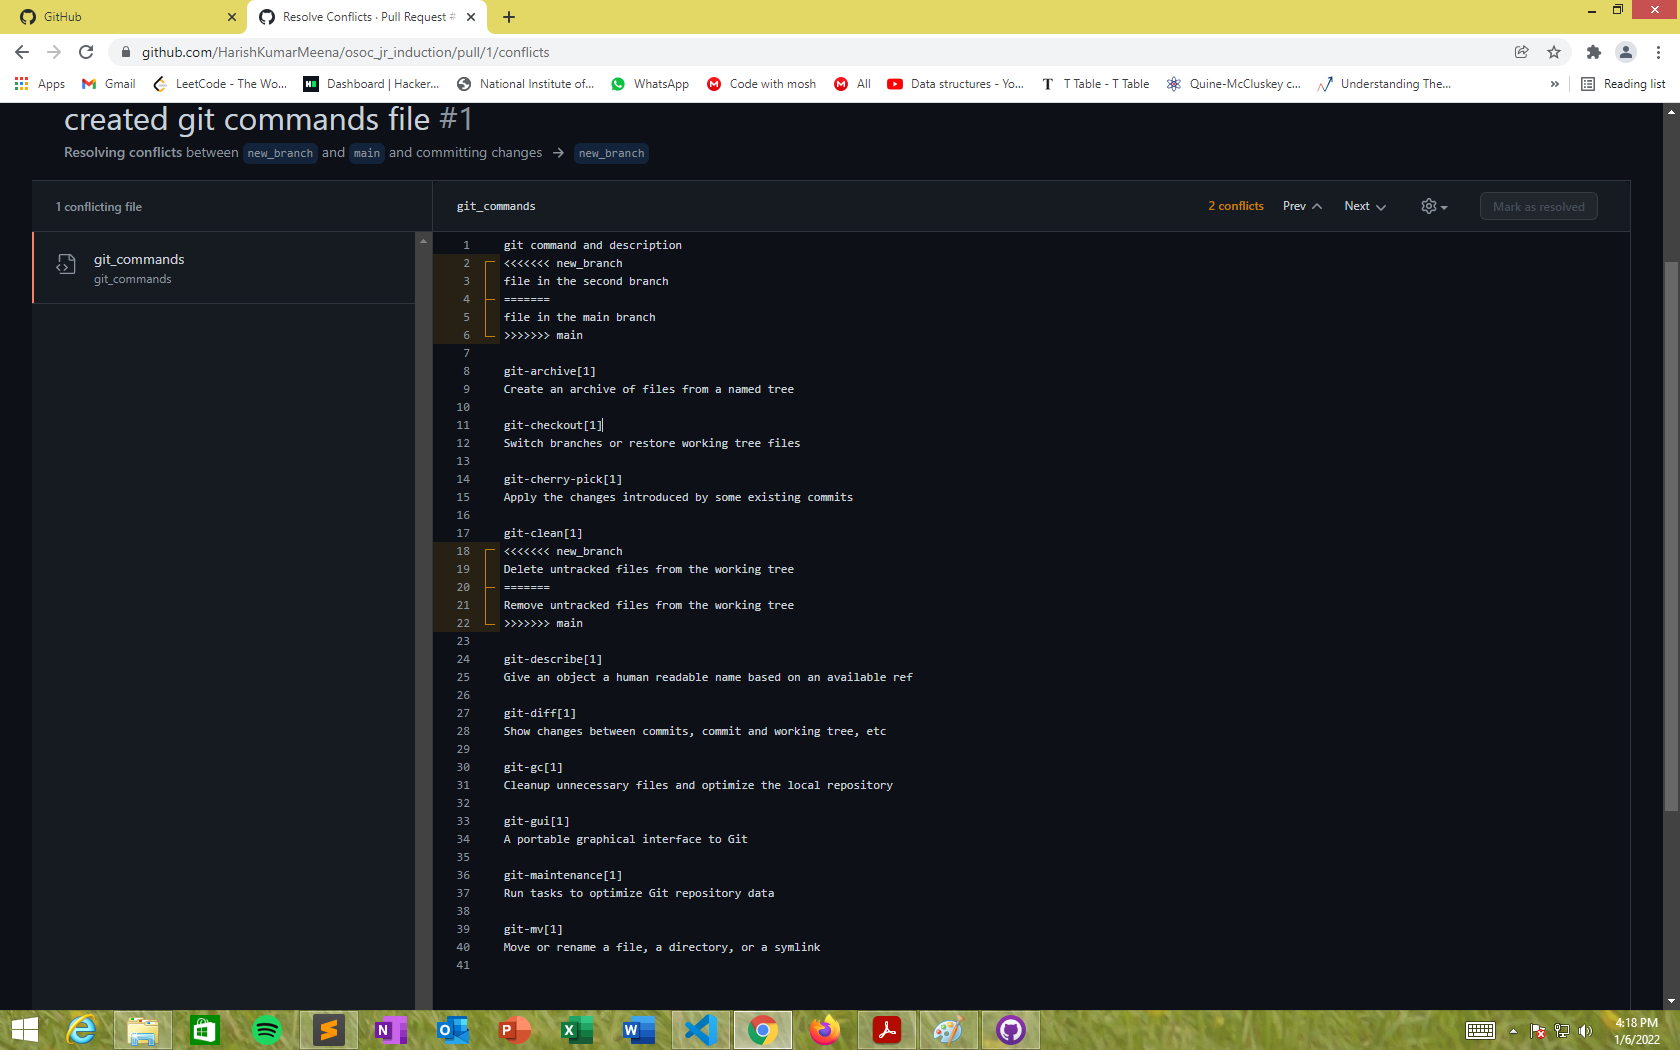 GitHub
Resolve Conflicts · Pull Request #
github.com/HarishKumarMeena/osoc_jr_induction/pull/1/conflicts
Apps Gmail LeetCode - The Wo... Dashboard | Hacker... National Institute of... WhatsApp Code with mosh All Data structures - Yo... T Table - T Table Quine-McCluskey c... Understanding The... » Reading list
created git commands file #1
Resolving conflicts between new_branch and main and committing changes → new_branch
1 conflicting file
git_commands
git_commands
git_commands
2 conflicts Prev Next Mark as resolved
1 git command and description
2 <<<<<<< new_branch
3 file in the second branch
4 =======
5 file in the main branch
6 >>>>>>> main
7
8 git-archive[1]
9 Create an archive of files from a named tree
10
11 git-checkout[1]
12 Switch branches or restore working tree files
13
14 git-cherry-pick[1]
15 Apply the changes introduced by some existing commits
16
17 git-clean[1]
18 <<<<<<< new_branch
19 Delete untracked files from the working tree
20 =======
21 Remove untracked files from the working tree
22 >>>>>>> main
23
24 git-describe[1]
25 Give an object a human readable name based on an available ref
26
27 git-diff[1]
28 Show changes between commits, commit and working tree, etc
29
30 git-gc[1]
31 Cleanup unnecessary files and optimize the local repository
32
33 git-gui[1]
34 A portable graphical interface to Git
35
36 git-maintenance[1]
37 Run tasks to optimize Git repository data
38
39 git-mv[1]
40 Move or rename a file, a directory, or a symlink
41
4:18 PM
1/6/2022